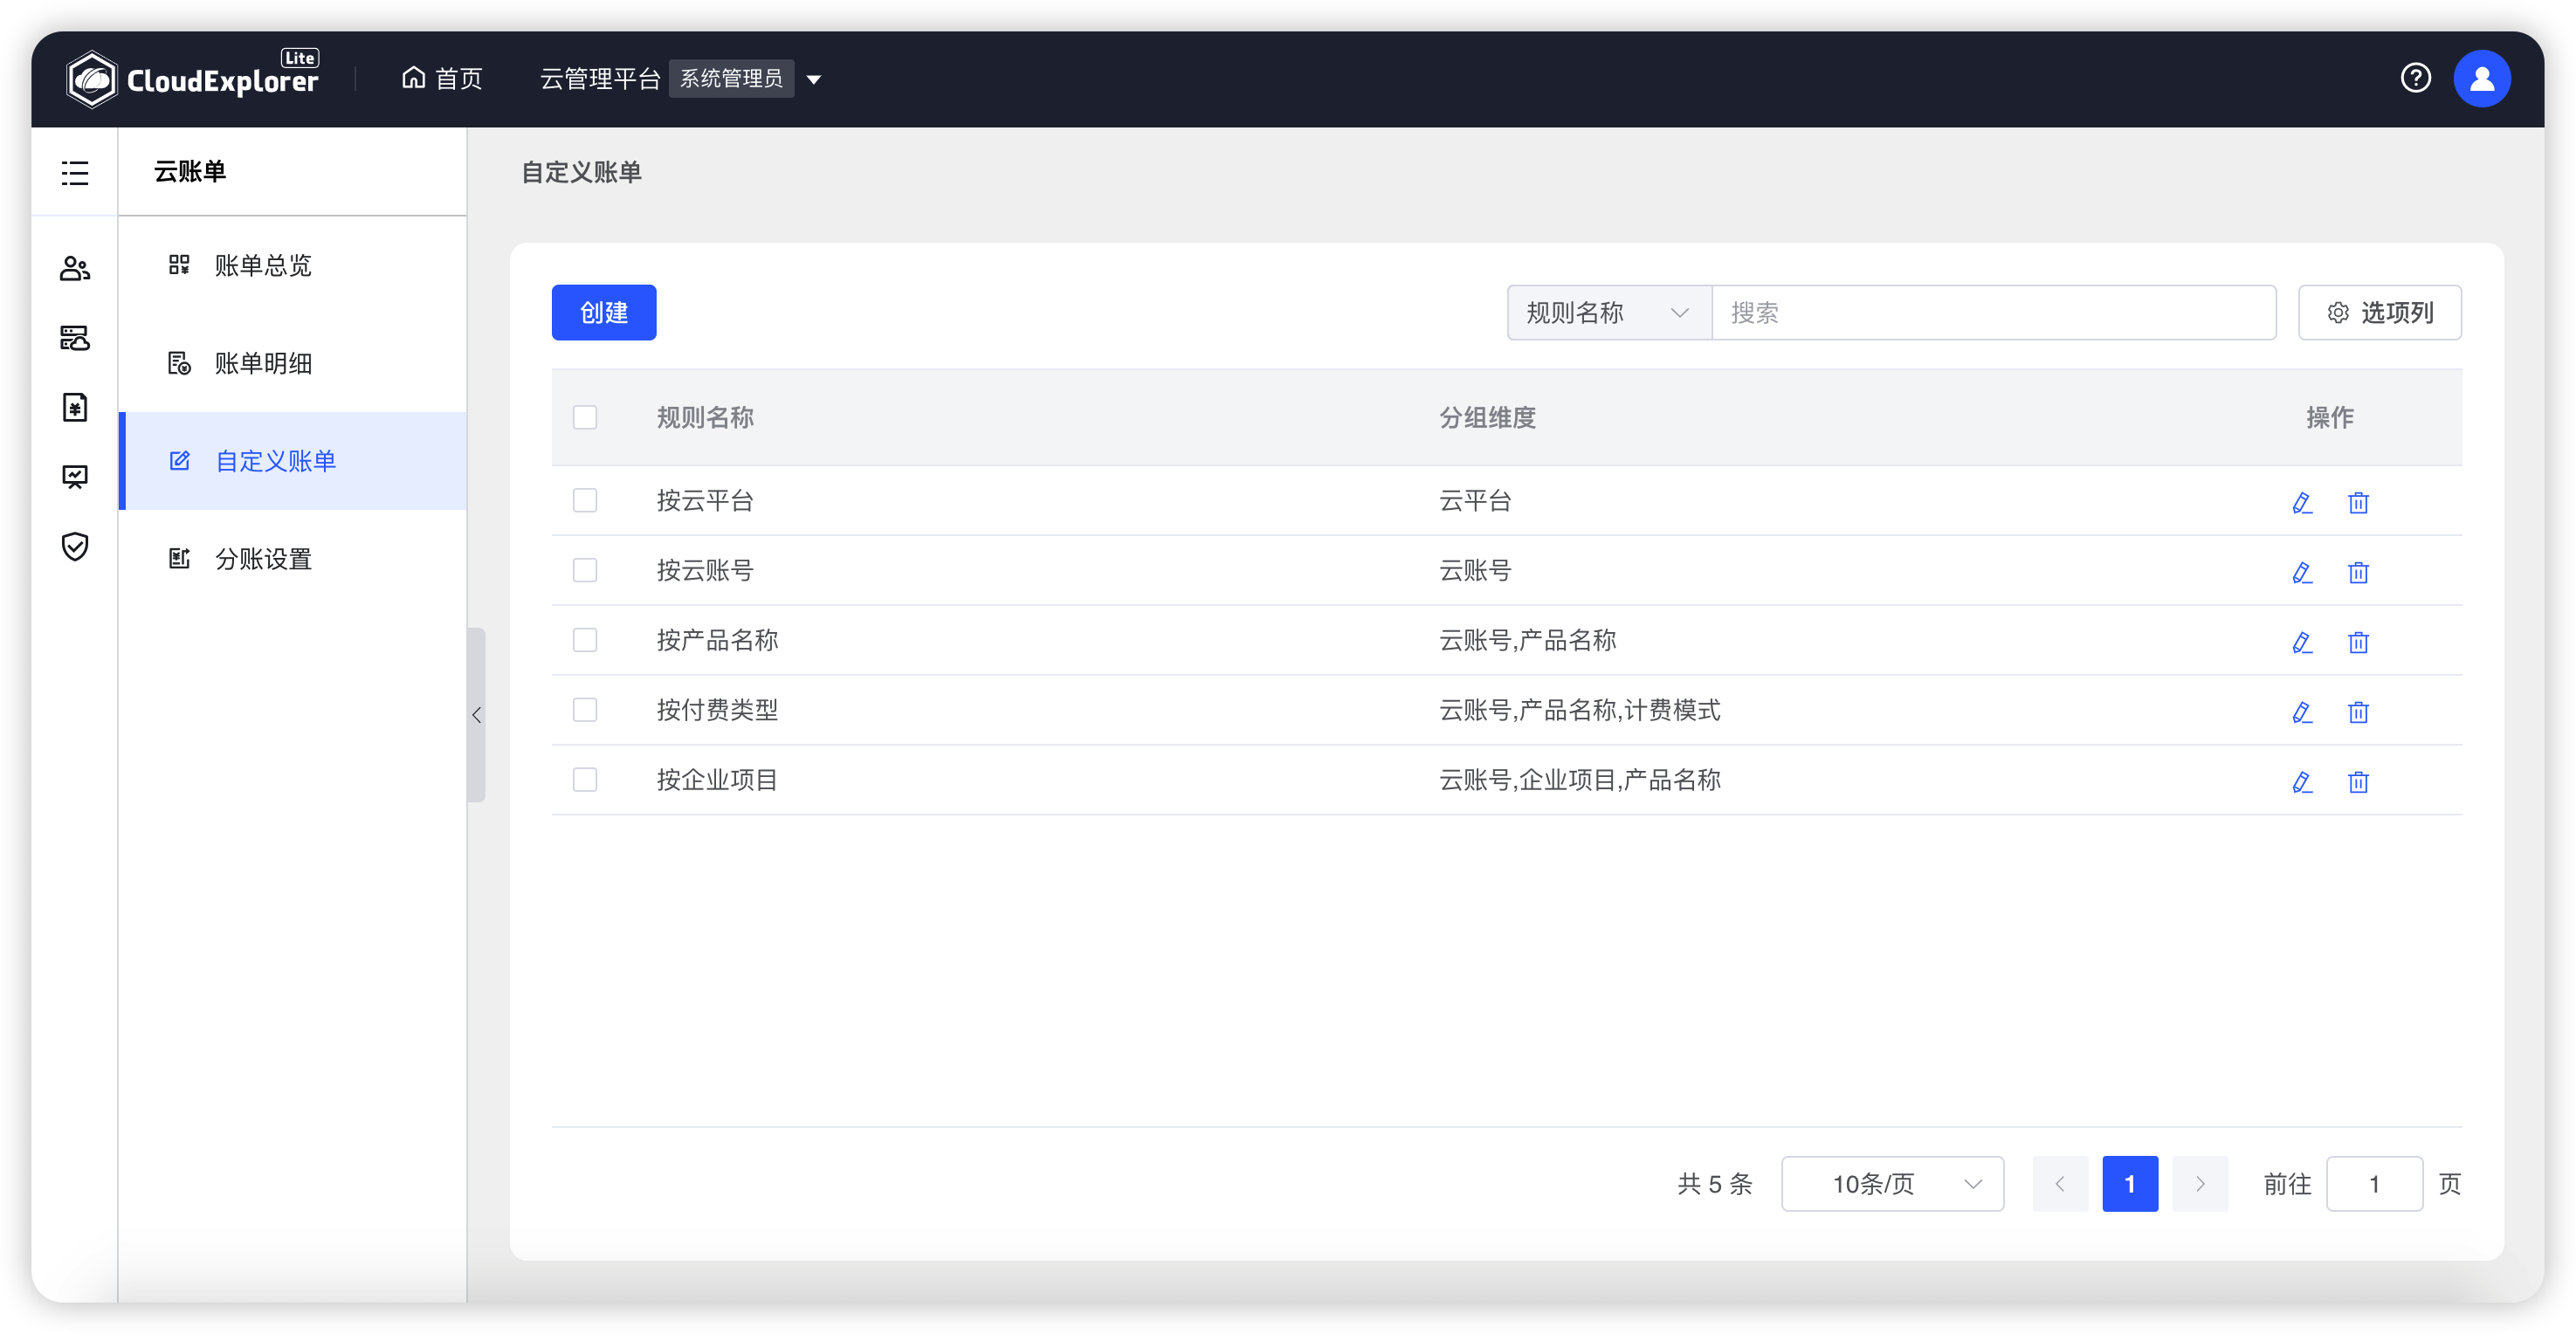 CloudExplorer Lite
首页
云管理平台 系统管理员
云账单
账单总览
账单明细
自定义账单
分账设置
自定义账单
创建
规则名称 搜索 选项列
规则名称 分组维度 操作
按云平台 云平台
按云账号 云账号
按产品名称 云账号,产品名称
按付费类型 云账号,产品名称,计费模式
按企业项目 云账号,企业项目,产品名称
共 5 条 10条/页 1 前往 1 页